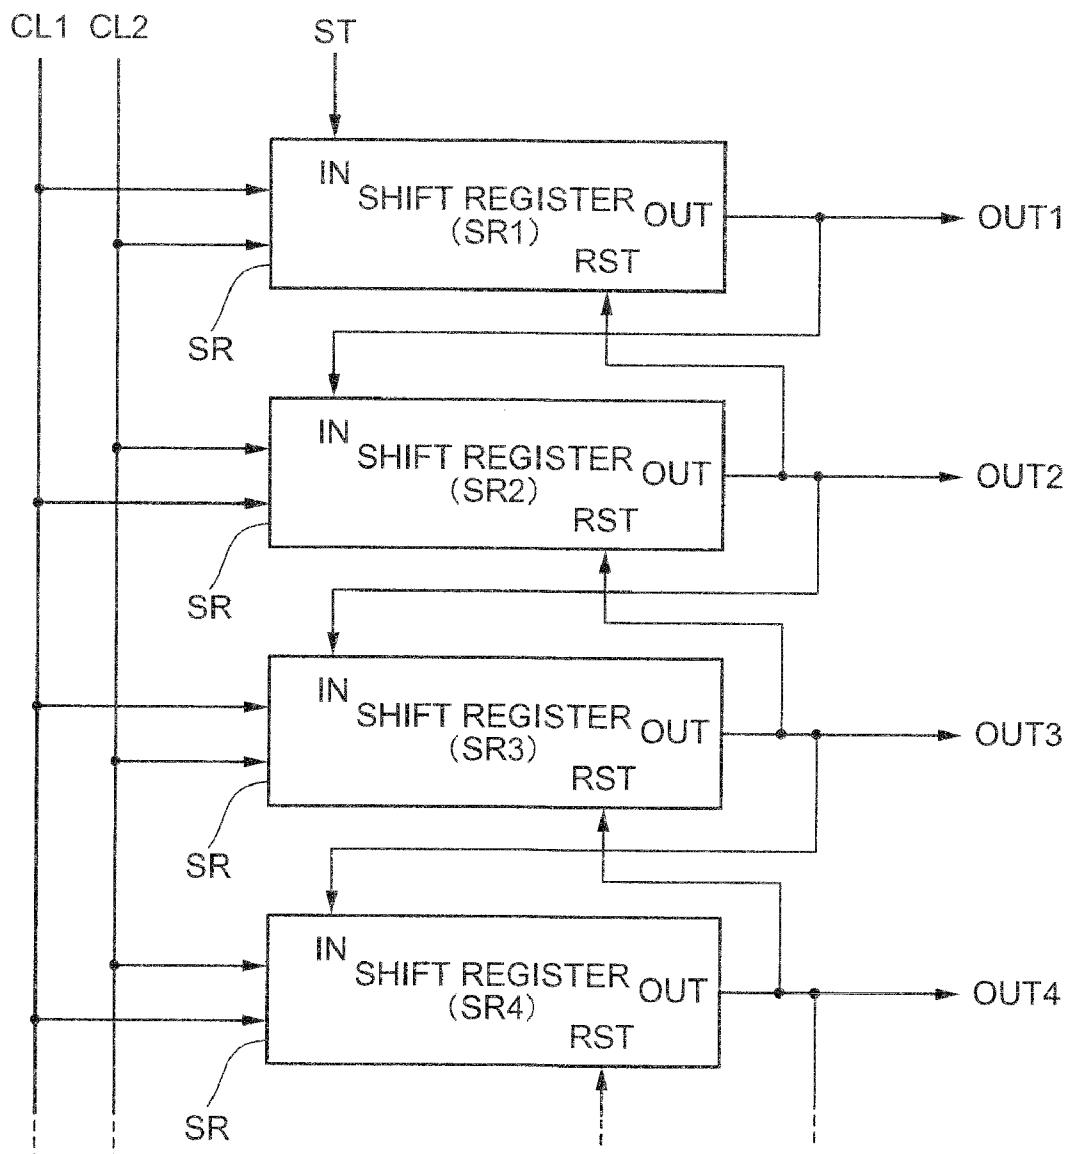 CL1 CL2
ST
IN
SHIFT REGISTER
(SR1)
OUT
RST
OUT1
SR
IN
SHIFT REGISTER
(SR2)
OUT
RST
OUT2
SR
IN
SHIFT REGISTER
(SR3)
OUT
RST
OUT3
SR
IN
SHIFT REGISTER
(SR4)
OUT
RST
OUT4
SR